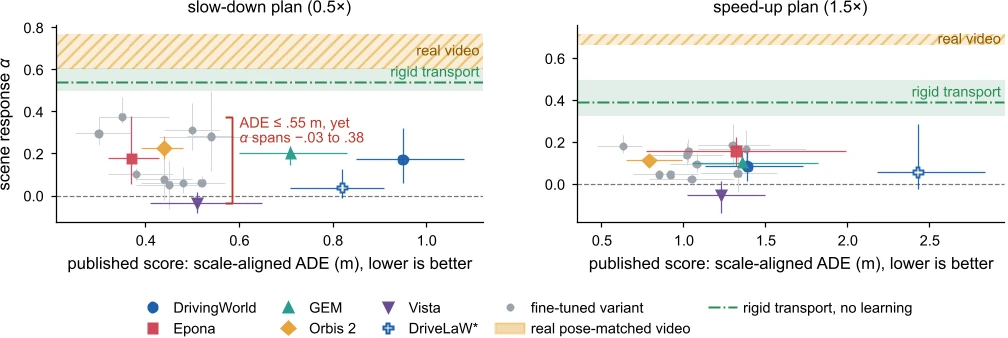 slow-down plan (0.5×)
speed-up plan (1.5×)
scene response α
0.8
0.6
0.4
0.2
0.0
real video
rigid transport
ADE ≤ .55 m, yet
α spans −.03 to .38
0.4
0.6
0.8
1.0
published score: scale-aligned ADE (m), lower is better
0.6
0.4
0.2
0.0
real video
rigid transport
0.5
1.0
1.5
2.0
2.5
published score: scale-aligned ADE (m), lower is better
DrivingWorld
GEM
Vista
fine-tuned variant
rigid transport, no learning
Epona
Orbis 2
DriveLaW*
real pose-matched video